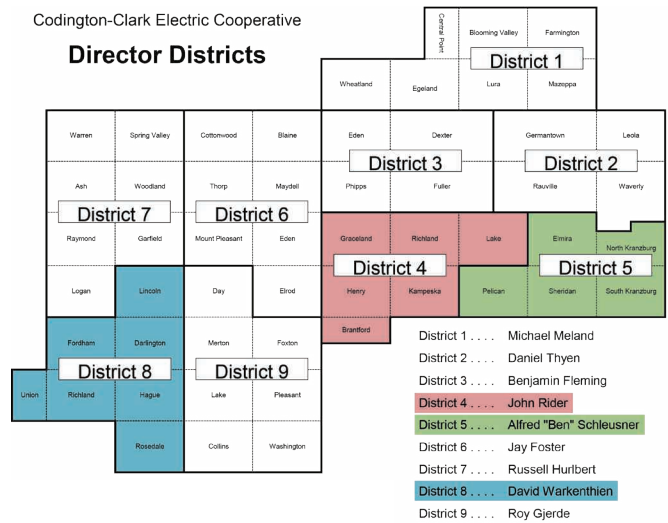 Codington-Clark Electric Cooperative
Director Districts
Central Point
Blooming Valley Farmington
District 1
Wheatland Egeland Lura Mazeppa
Warren Spring Valley Cottonwood Blaine Eden Dexter Germantown Leola
District 3 District 2
Ash Woodland Thorp Maydell Phipps Fuller Rauville Waverly
District 7 District 6
Raymond Garfield Mount Pleasant Eden Graceland Richland Lake Elmira North Kranzburg
District 4 District 5
Logan Lincoln Day Elrod Henry Kampeska Pelican Sheridan South Kranzburg
Brantford
Fordham Darlington Merton Foxton
District 8 District 9
Union Richland Hague Lake Pleasant
Rosedale Collins Washington
District 1 . . . . Michael Meland
District 2 . . . . Daniel Thyen
District 3 . . . . Benjamin Fleming
District 4 . . . . John Rider
District 5 . . . . Alfred "Ben" Schleusner
District 6 . . . . Jay Foster
District 7 . . . . Russell Hurlbert
District 8 . . . . David Warkenthien
District 9 . . . . Roy Gjerde